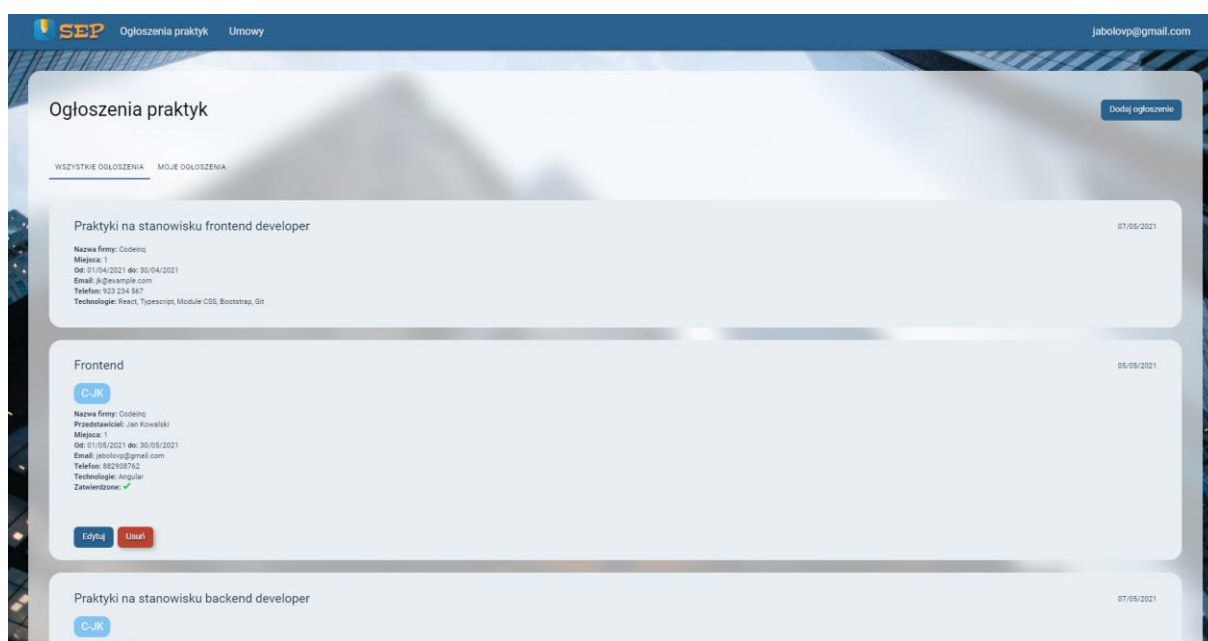 SEP Ogłoszenia praktyk Umowy jabolovp@gmail.com
Ogłoszenia praktyk Dodaj ogłoszenie
WSZYSTKIE OGŁOSZENIA MOJE OGŁOSZENIA
Praktyki na stanowisku frontend developer 07/05/2021
Nazwa firmy: Codeinq
Miejsca: 1
Od: 01/04/2021 do: 30/04/2021
Email: jk@example.com
Telefon: 923 234 567
Technologie: React, Typescript, Module CSS, Bootstrap, Git
Frontend 05/05/2021
C-JK
Nazwa firmy: Codeinq
Przedstawiciel: Jan Kowalski
Miejsca: 1
Od: 01/05/2021 do: 30/05/2021
Email: jabolovp@gmail.com
Telefon: 882908762
Technologie: Angular
Zatwierdzone: ✔
Edytuj Usuń
Praktyki na stanowisku backend developer 07/05/2021
C-JK